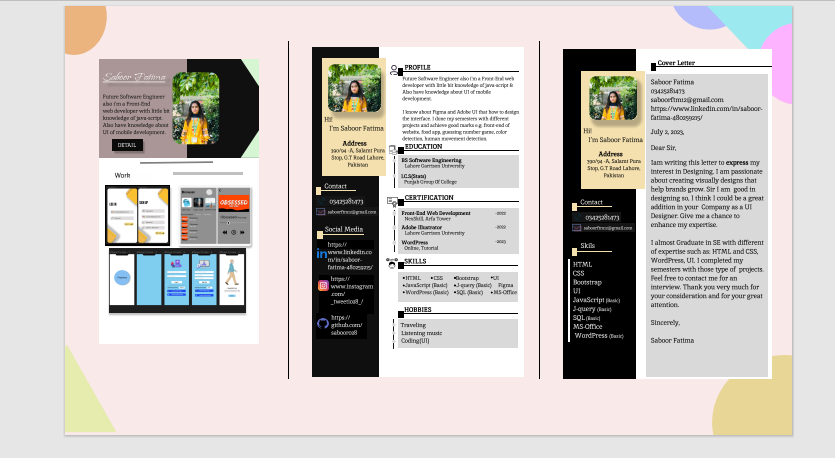 Saboor Fatima
Future Software Engineer
also i'm a Front-End
web developer with little bit
knowledge of java-script.
Also have knowledge about
UI of mobile development.
DETAIL
Work
OBSESSED
Hi!
I'm Saboor Fatima
Address
Stop, G.T Road Lahore,
Pakistan
Contact
03425281473
saboorftm12@gmail.com
Social Media
https://
www.linkedin.co
m/in/saboor-
fatima-480259215/
https://
www.instagram
.com/
_tweeti028_/
https://
github.com/
saboor028
PROFILE
Future Software Engineer also i'm a Front-End web
developer with little bit knowledge of java-script &
Also have knowledge about UI of mobile
development.
I know about Figma and Adobe UI that how to design
the interface. I done my semesters with different
projects and achieve good marks e.g: front-end of
website, food app, guessing number game, color
detection, human movement detection.
EDUCATION
BS Software Engineering
Lahore Garrison University
I.C.S(Stats)
Punjab Group Of College
CERTIFICATION
Front-End Web Development -2022
NexSkill, Arfa Tower
Adobe Illustrator -2022
Lahore Garrison University
WordPress -2023
Online, Tutorial
SKILLS
•HTML •CSS •Bootstrap •UI
•JavaScript (Basic) •J-query (Basic) Figma
•WordPress (Basic) •SQL (Basic) •MS-Office
HOBBIES
Traveling
Listening music
Coding(UI)
Hi!
I'm Saboor Fatima
Address
Stop, G.T Road Lahore,
Pakistan
Contact
03425281473
saboorftm12@gmail.com
Skils
HTML
CSS
Bootstrap
UI
JavaScript (Basic)
J-query (Basic)
SQL (Basic)
MS-Office
WordPress (Basic)
Cover Letter
Saboor Fatima
03425281473
saboorftm12@gmail.com
https://www.linkedin.com/in/saboor-
fatima-480259215/
July 2, 2023,
Dear Sir,
Iam writing this letter to express my
interest in Designing. I am passionate
about creating visually designs that
help brands grow. Sir I am good in
designing so, i think I could be a great
addition in your Company as a UI
Designer. Give me a chance to
enhance my expertise.
I almost Graduate in SE with different
of expertise such as: HTML and CSS,
WordPress, UI. I completed my
semesters with those type of projects.
Feel free to contact me for an
interview. Thank you very much for
your consideration and for your great
attention.
Sincerely,
Saboor Fatima